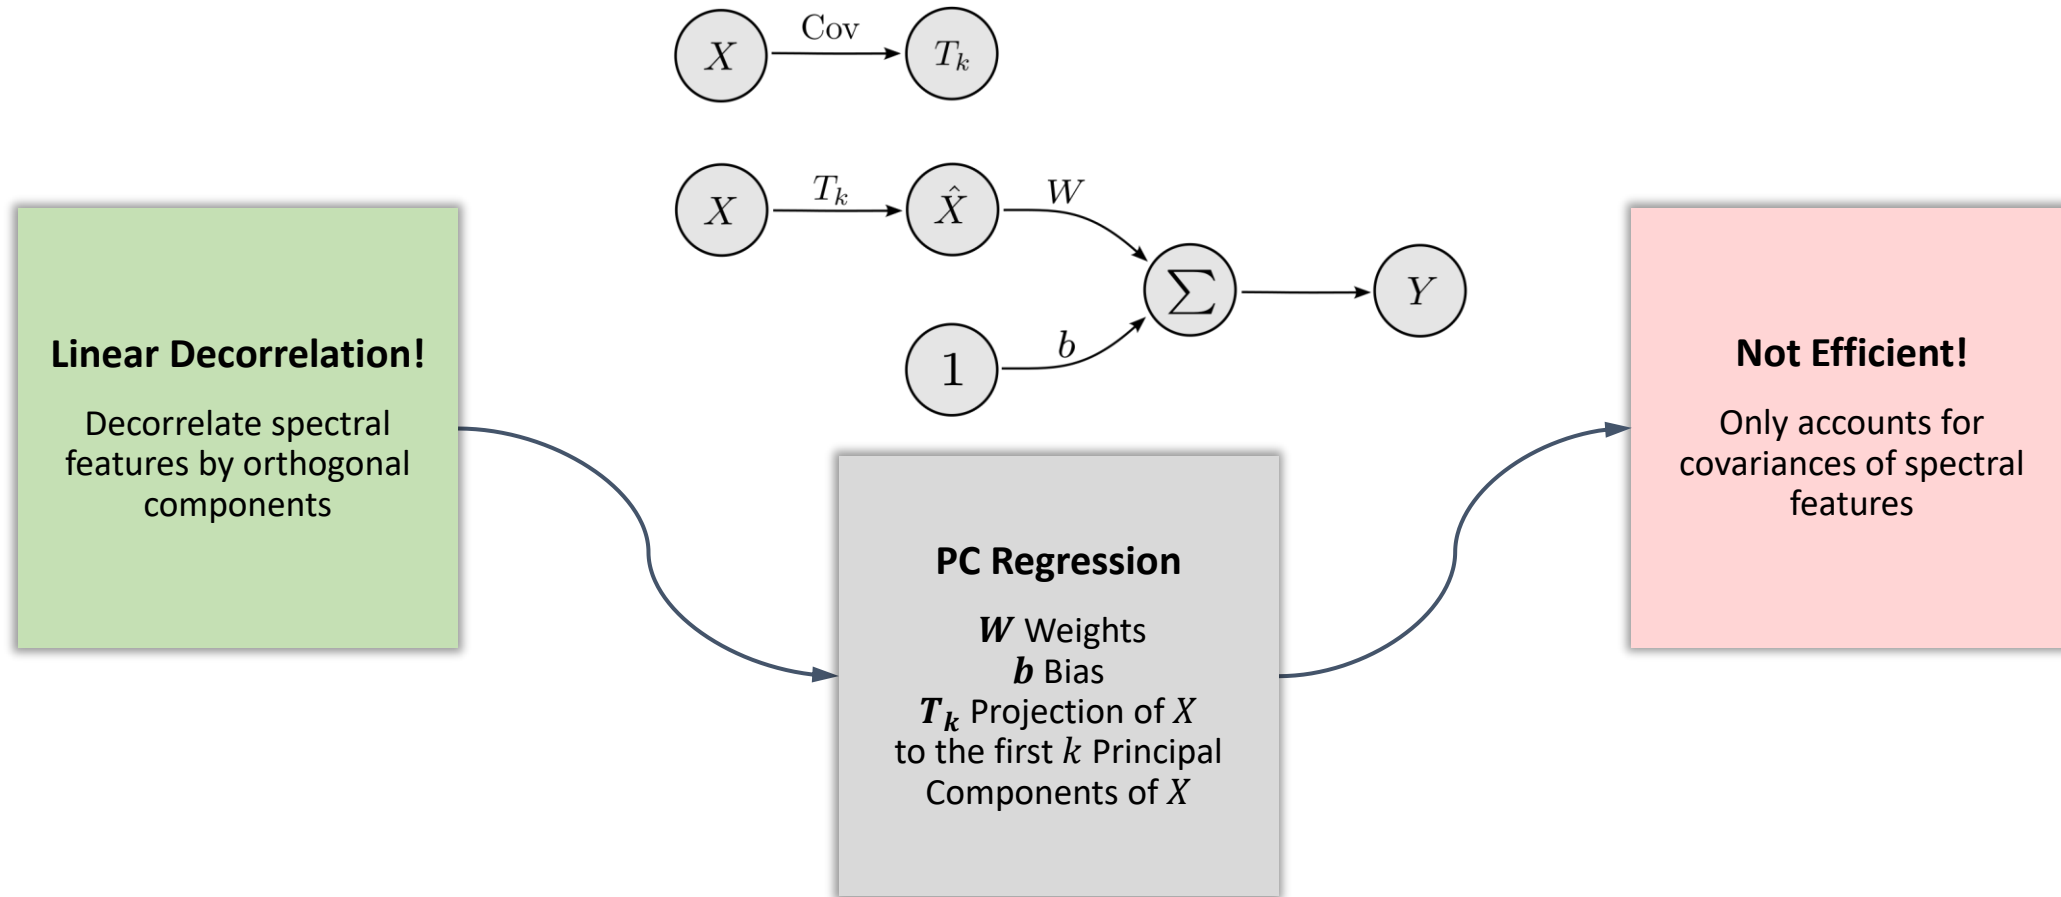 X
Cov
T_k
X
T_k
X̂
W
∑
Y
1
b
Linear Decorrelation!
Decorrelate spectral
features by orthogonal
components
PC Regression
W Weights
b Bias
T_k Projection of X
to the first k Principal
Components of X
Not Efficient!
Only accounts for
covariances of spectral
features